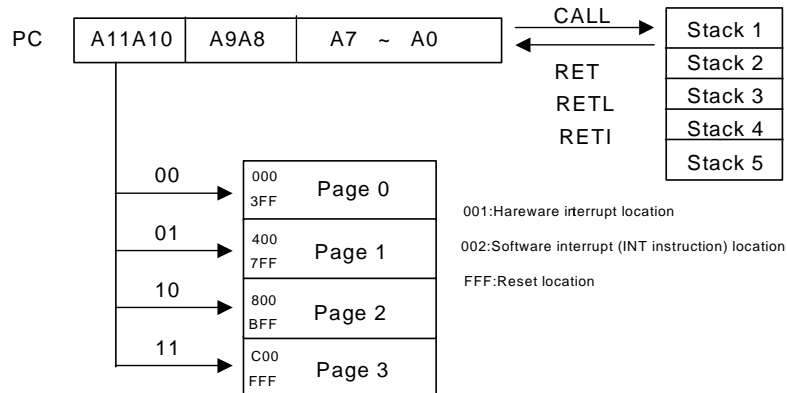 PC A11A10 A9A8 A7 ~ A0
CALL
RET
RETL
RETI
Stack 1
Stack 2
Stack 3
Stack 4
Stack 5
00
000
3FF
Page 0
01
400
7FF
Page 1
10
800
BFF
Page 2
11
C00
FFF
Page 3
001:Hareware interrupt location
002:Software interrupt (INT instruction) location
FFF:Reset location